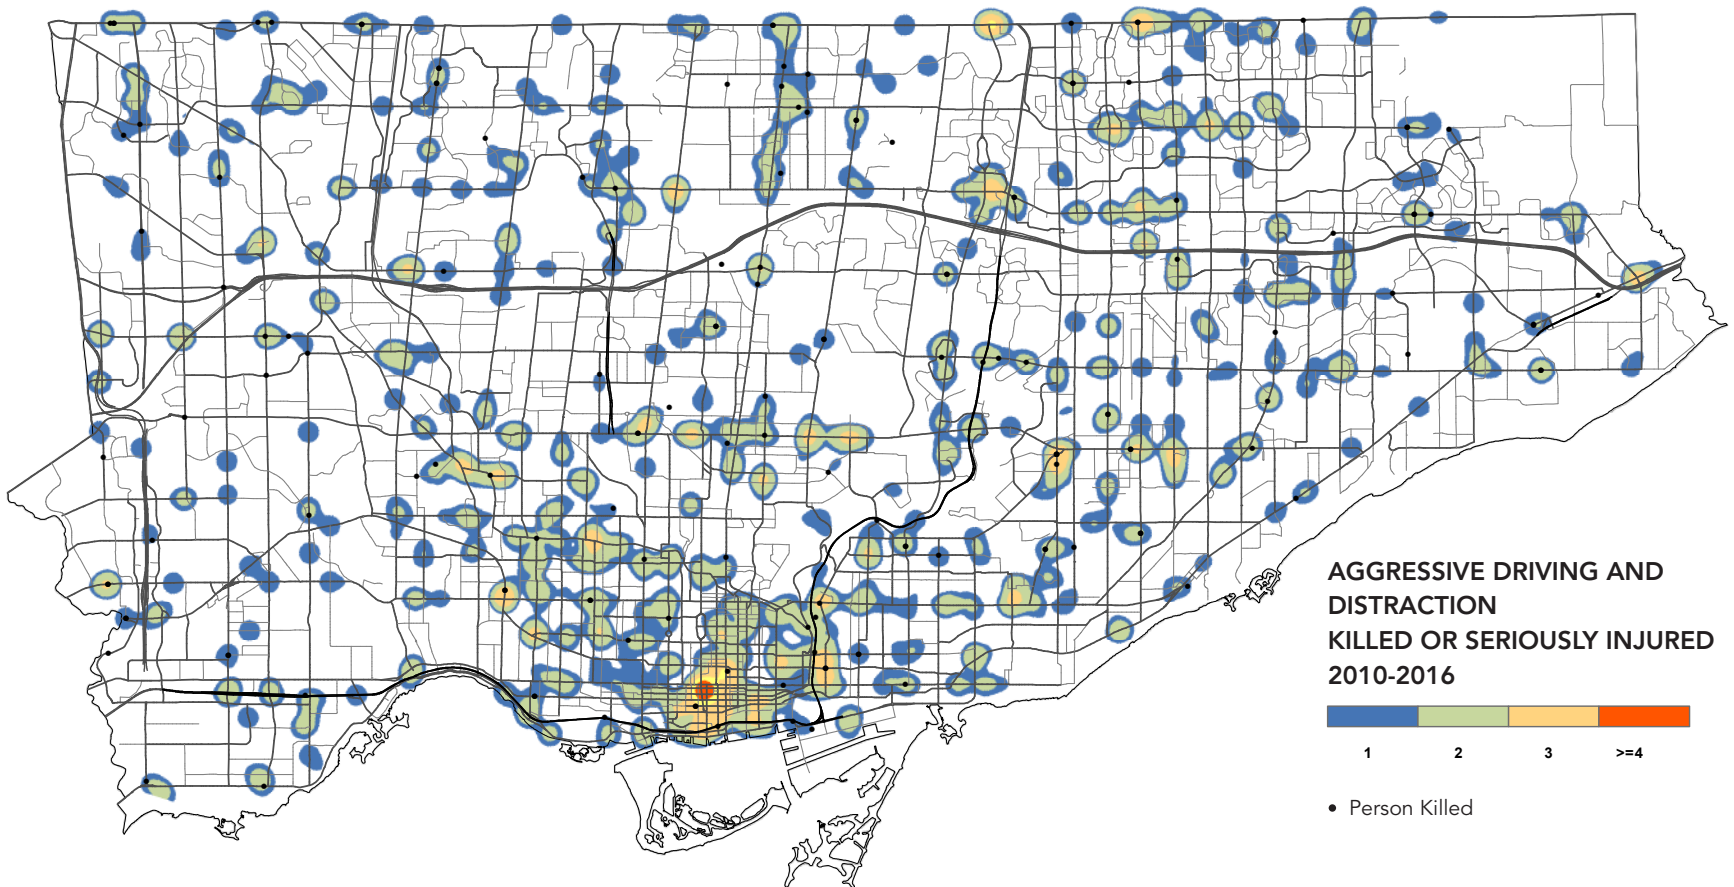 AGGRESSIVE DRIVING AND
DISTRACTION
KILLED OR SERIOUSLY INJURED
2010-2016
1 2 3 >=4
• Person Killed